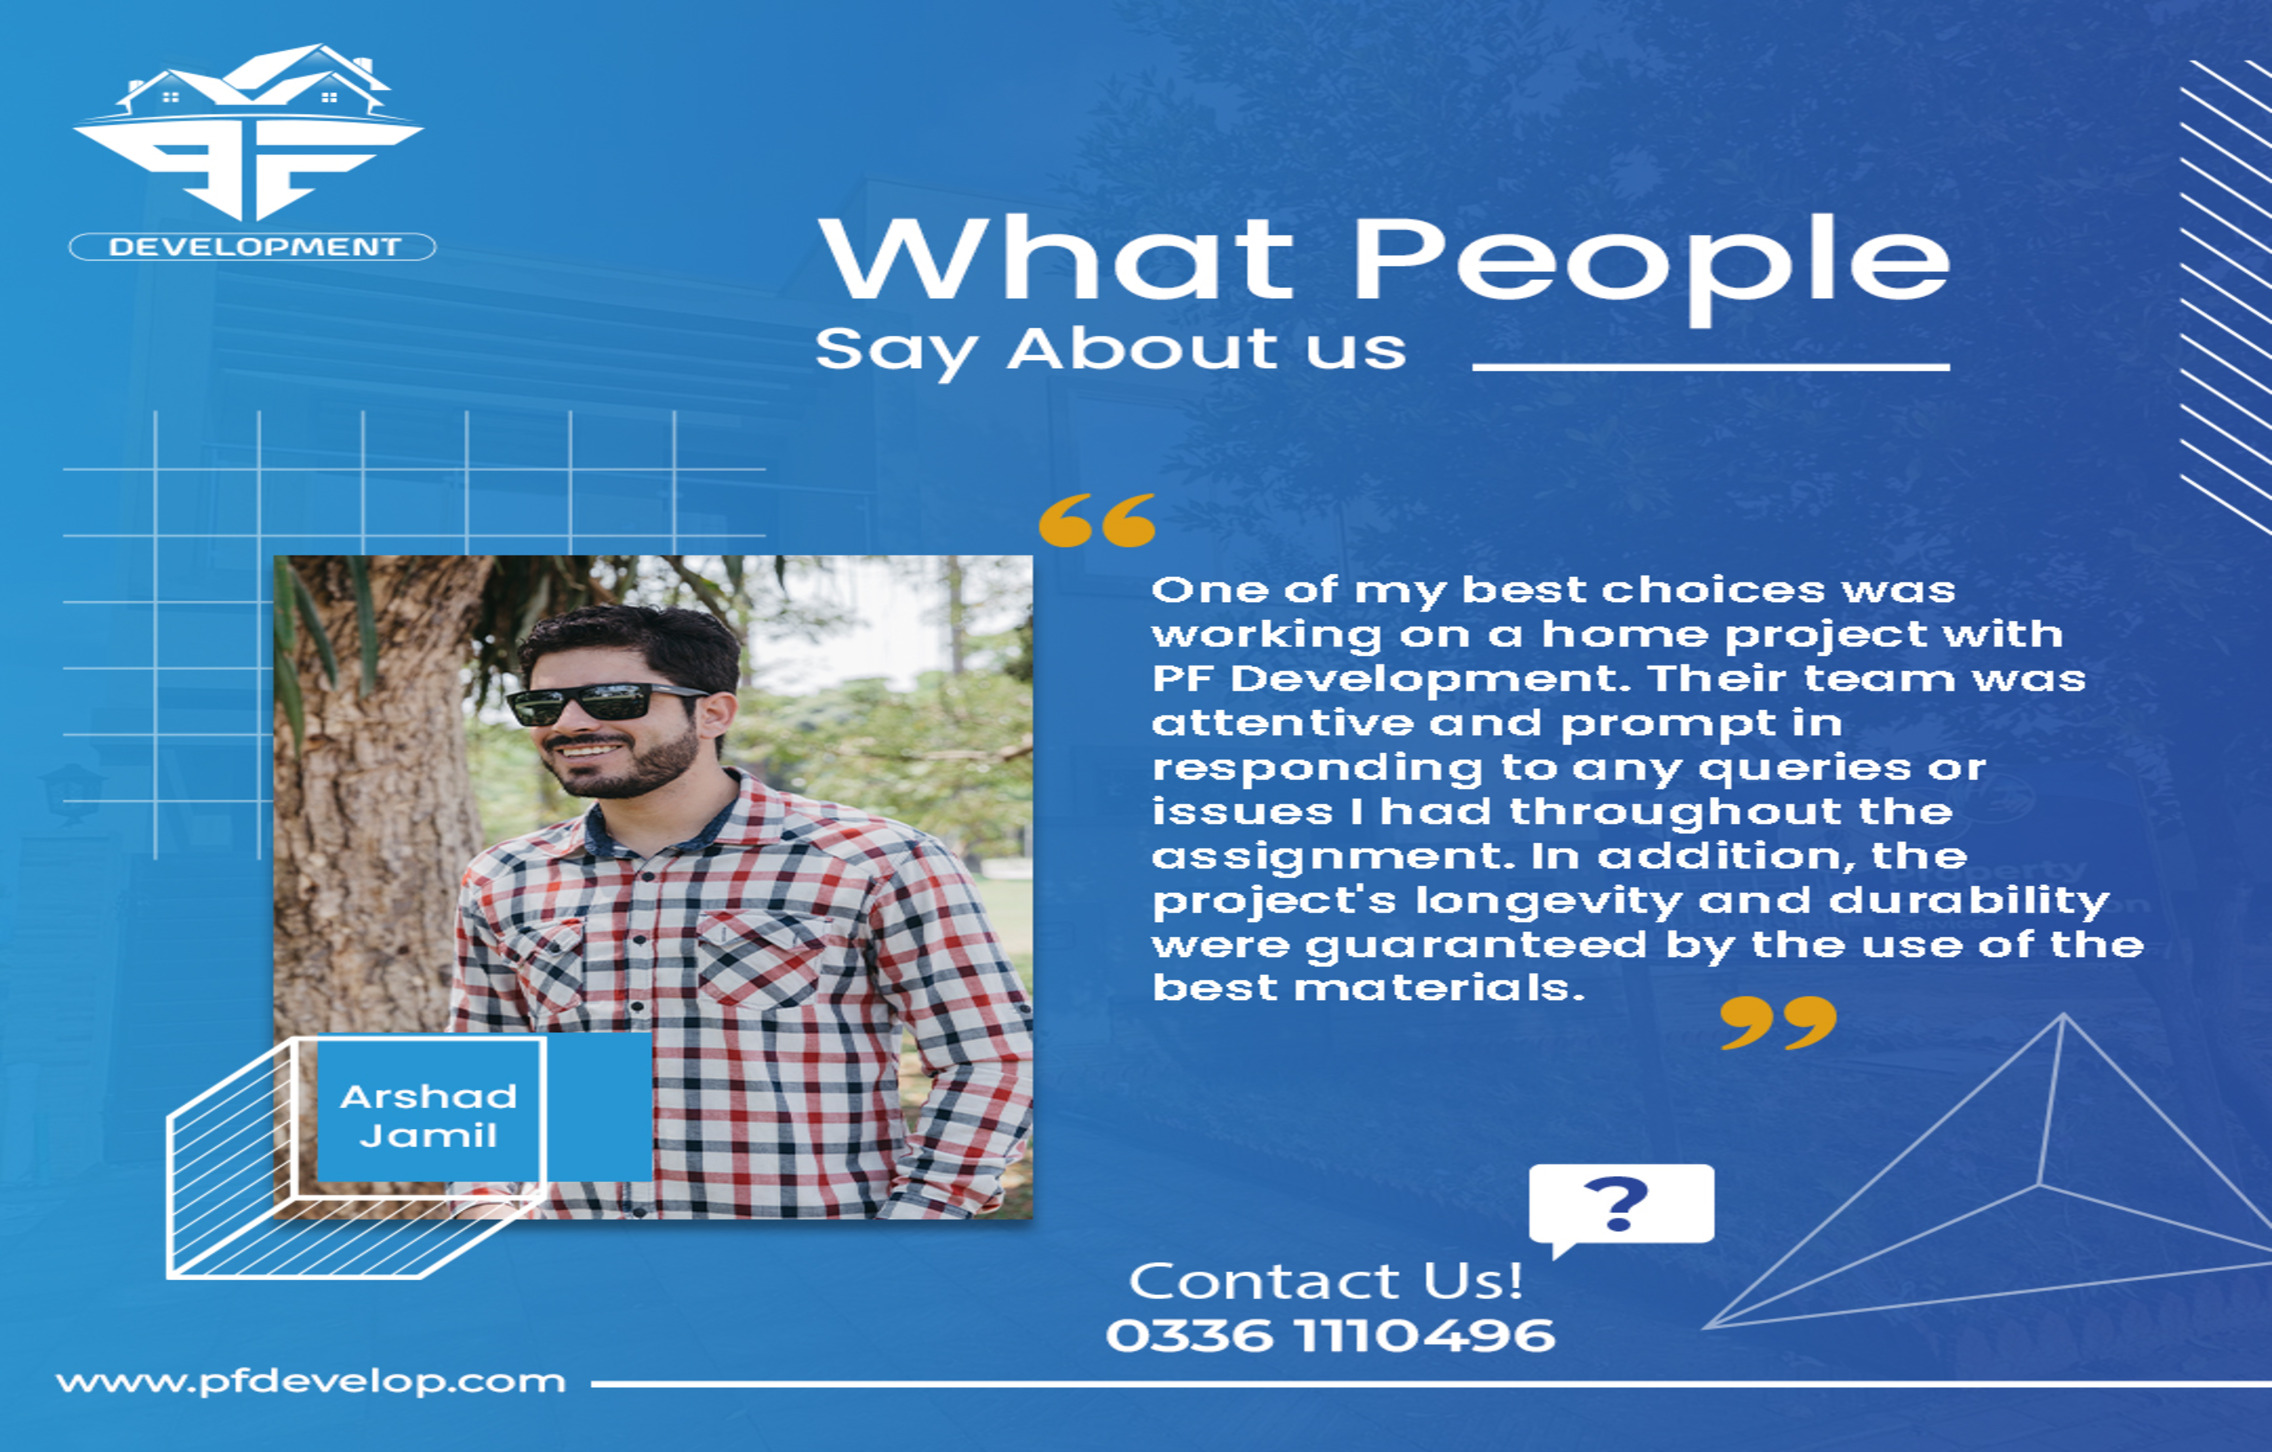 PF
DEVELOPMENT
What People
Say About us
“
One of my best choices was
working on a home project with
PF Development. Their team was
attentive and prompt in
responding to any queries or
issues I had throughout the
assignment. In addition, the
project's longevity and durability
were guaranteed by the use of the
best materials.
”
Arshad
Jamil
?
Contact Us!
0336 1110496
www.pfdevelop.com